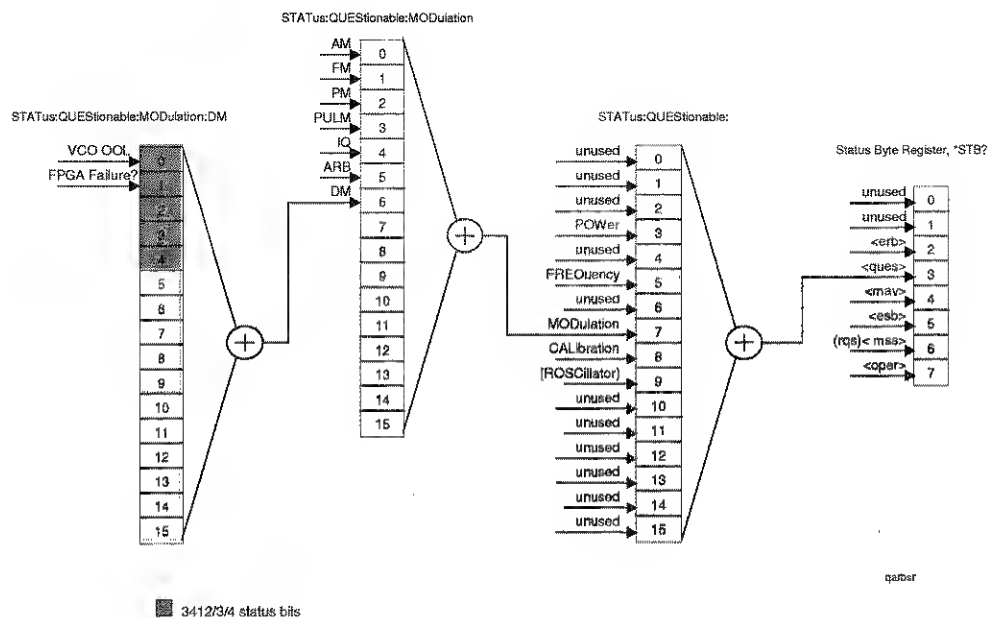 STATus:QUEStionable:MODulation
AM
0
FM
1
PM
2
PULM
3
IQ
4
ARB
5
DM
6
7
8
9
10
11
12
13
14
15
STATus:QUEStionable:MODulation:DM
VCO OOL
0
FPGA Failure?
1
2
3
4
5
6
7
8
9
10
11
12
13
14
15
STATus:QUEStionable:
unused
0
unused
1
unused
2
POWer
3
unused
4
FREQuency
5
unused
6
MODulation
7
CALibration
8
[ROSCillator)
9
unused
10
unused
11
unused
12
unused
13
unused
14
unused
15
Status Byte Register, *STB?
unused
0
unused
1
<erb>
2
<ques>
3
<mav>
4
<esb>
5
(rqs)< mss>
6
<oper>
7
3412/3/4 status bits